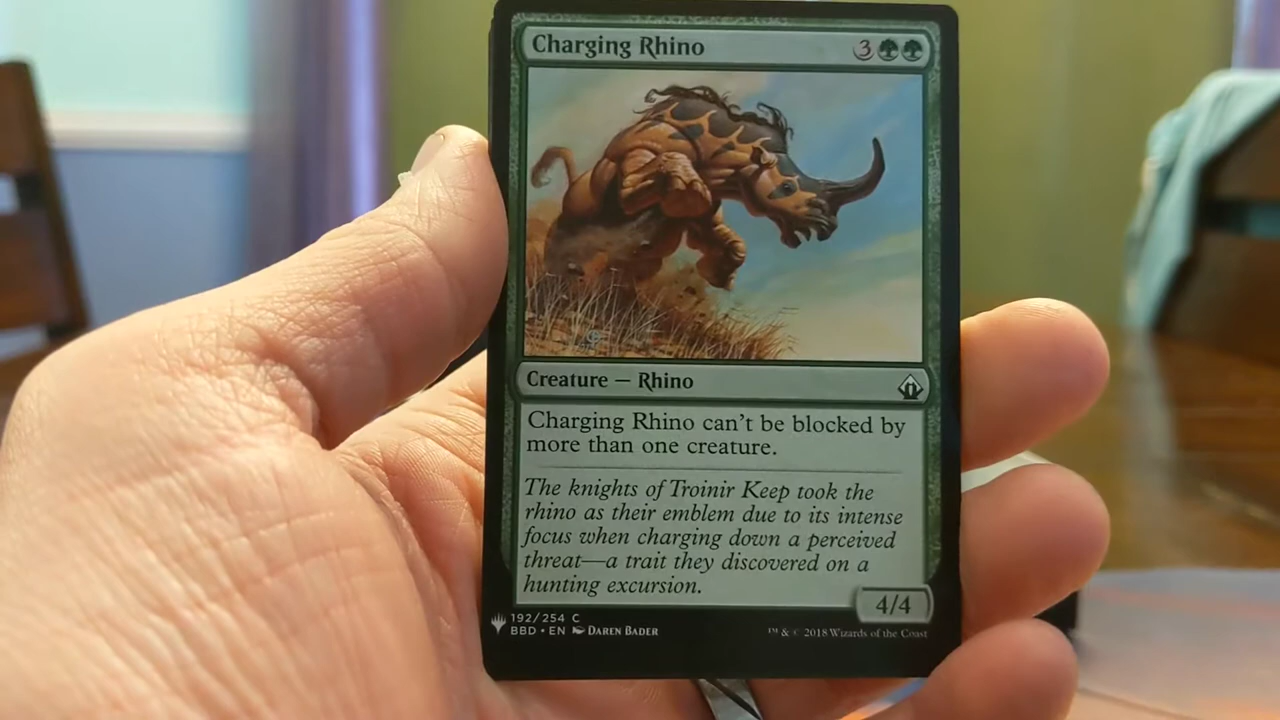 Charging Rhino 3
Creature — Rhino
Charging Rhino can't be blocked by
more than one creature.
The knights of Troinir Keep took the
rhino as their emblem due to its intense
focus when charging down a perceived
threat—a trait they discovered on a
hunting excursion.
4/4
192/254 C
BBD • EN DAREN BADER
™ & © 2018 Wizards of the Coast